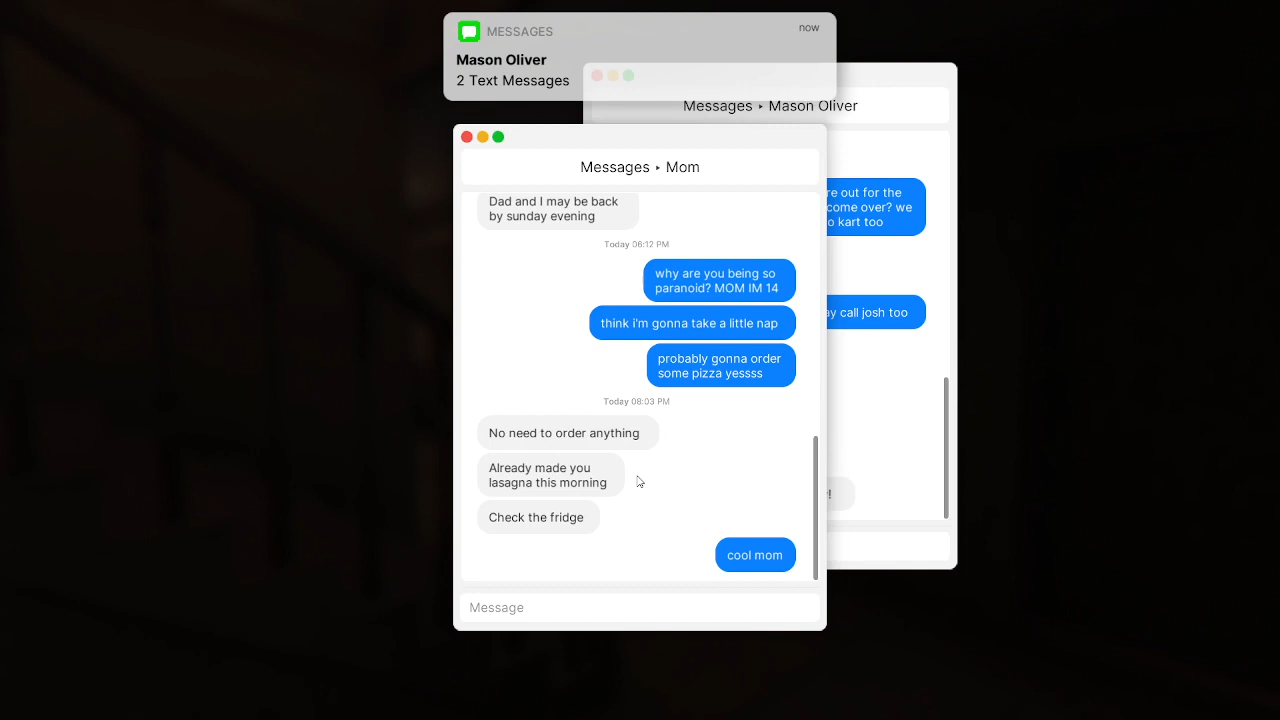 MESSAGES
now
Mason Oliver
2 Text Messages
Messages ‣ Mason Oliver
Messages ‣ Mom
Dad and I may be back
by sunday evening
Today 06:12 PM
why are you being so
paranoid? MOM IM 14
think i'm gonna take a little nap
probably gonna order
some pizza yessss
Today 08:03 PM
No need to order anything
Already made you
lasagna this morning
Check the fridge
cool mom
Message
out for the
come over? we
kart too
call josh too